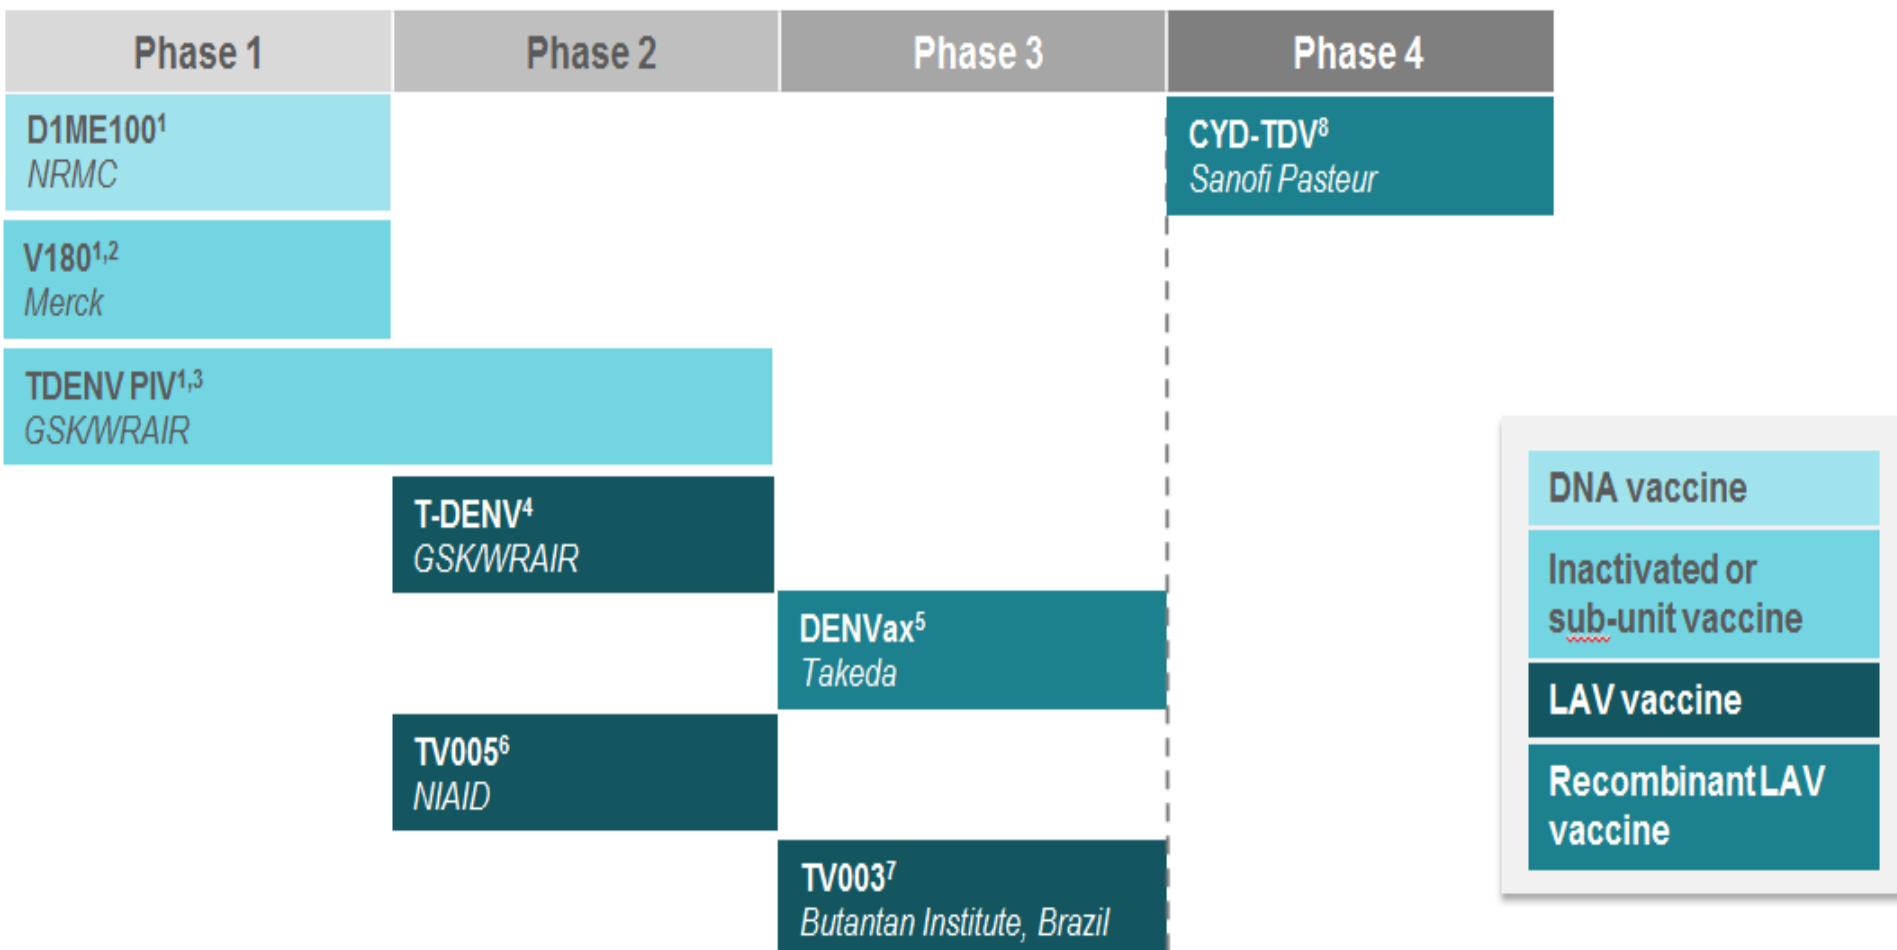 Phase 1
Phase 2
Phase 3
Phase 4
D1ME100¹
NRMC
CYD-TDV⁸
Sanofi Pasteur
V180¹,²
Merck
TDENV PIV¹,³
GSK/WRAIR
T-DENV⁴
GSK/WRAIR
DENVax⁵
Takeda
TV005⁶
NIAID
TV003⁷
Butantan Institute, Brazil
DNA vaccine
Inactivated or
sub-unit vaccine
LAV vaccine
Recombinant LAV
vaccine